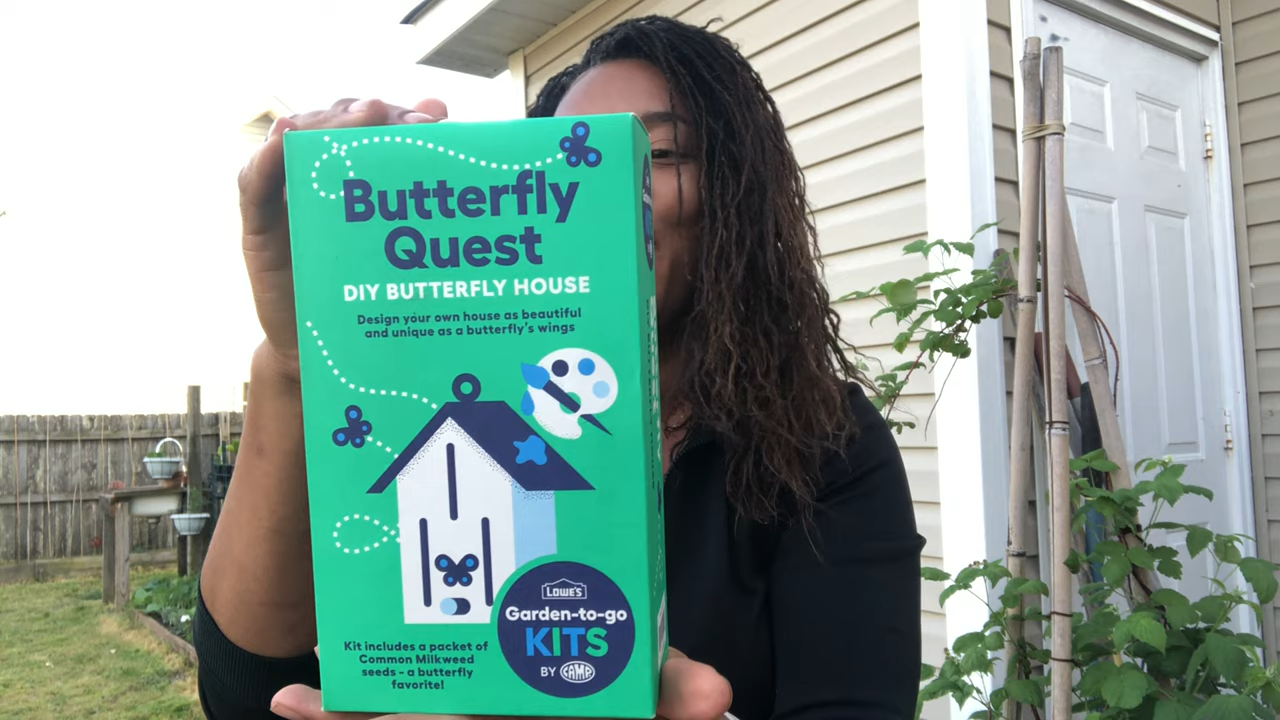 Butterfly
Quest
DIY BUTTERFLY HOUSE
Design your own house as beautiful
and unique as a butterfly's wings
LOWE'S
Garden-to-go
KITS
BY CAMP
Kit includes a packet of
Common Milkweed
seeds - a butterfly
favorite!